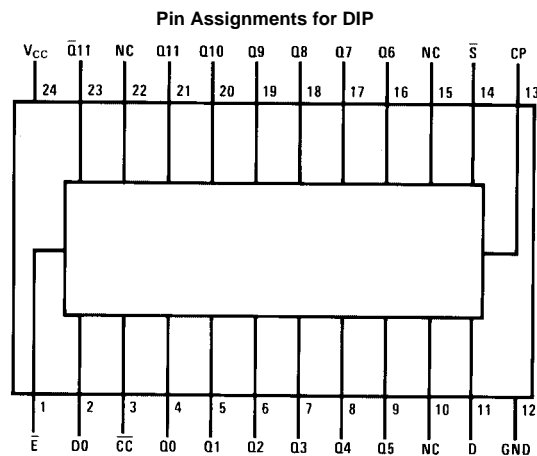 Pin Assignments for DIP
V_CC Q̅11 NC Q11 Q10 Q9 Q8 Q7 Q6 NC S̅ CP
24 23 22 21 20 19 18 17 16 15 14 13
1 2 3 4 5 6 7 8 9 10 11 12
E̅ D0 C̅C̅ Q0 Q1 Q2 Q3 Q4 Q5 NC D GND